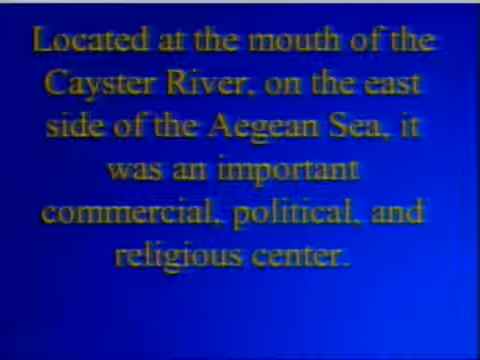 Located at the mouth of the
Cayster River, on the east
side of the Aegean Sea, it
was an important
commercial, political, and
religious center.